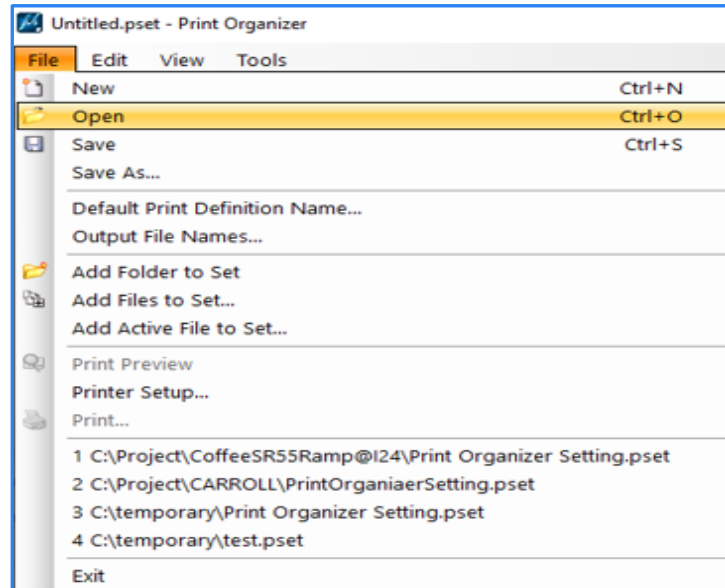 Untitled.pset - Print Organizer
File Edit View Tools
New Ctrl+N
Open Ctrl+O
Save Ctrl+S
Save As...
Default Print Definition Name...
Output File Names...
Add Folder to Set
Add Files to Set...
Add Active File to Set...
Print Preview
Printer Setup...
Print...
1 C:\Project\CoffeeSR55Ramp@I24\Print Organizer Setting.pset
2 C:\Project\CARROLL\PrintOrganiaerSetting.pset
3 C:\temporary\Print Organizer Setting.pset
4 C:\temporary\test.pset
Exit